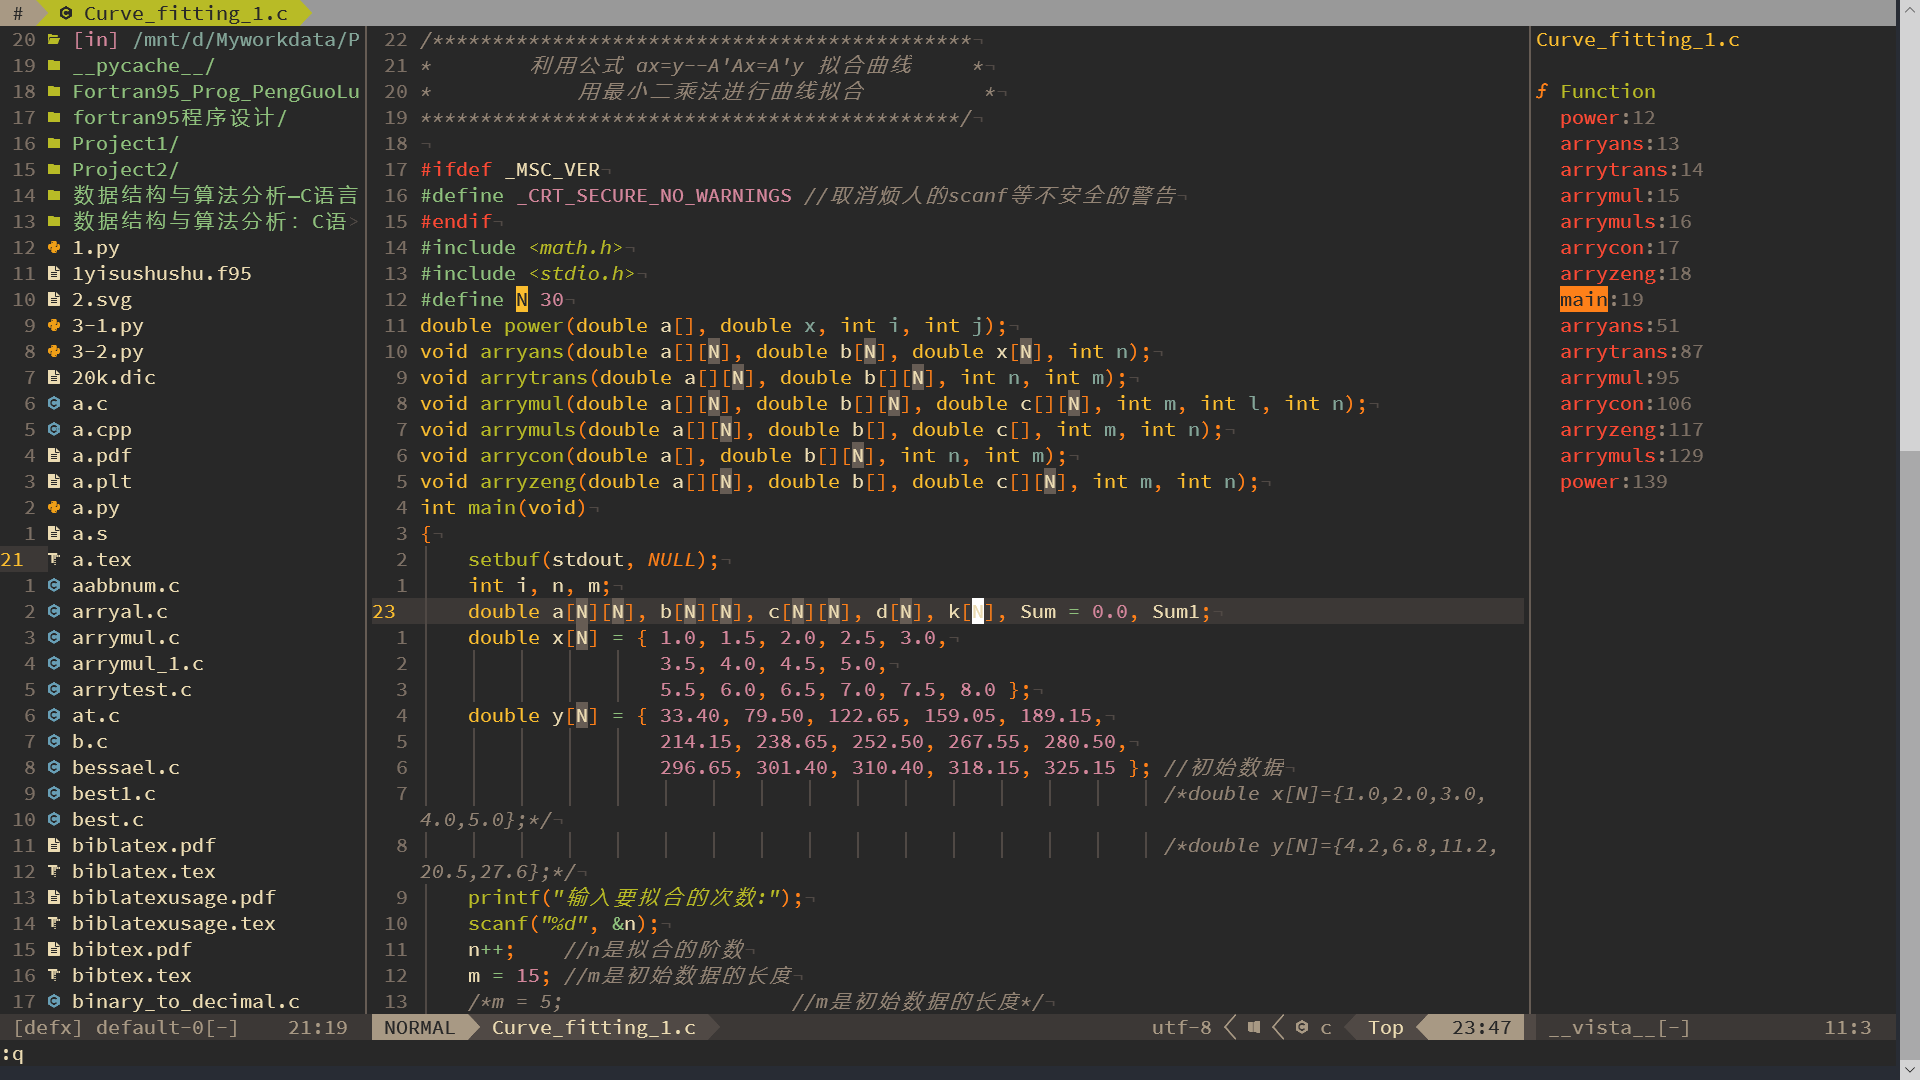 # Curve_fitting_1.c
20 [in] /mnt/d/Myworkdata/P
19 __pycache__/
18 Fortran95_Prog_PengGuoLu
17 fortran95程序设计/
16 Project1/
15 Project2/
14 数据结构与算法分析—C语言
13 数据结构与算法分析: C语>
12 1.py
11 1yisushushu.f95
10 2.svg
9 3-1.py
8 3-2.py
7 20k.dic
6 a.c
5 a.cpp
4 a.pdf
3 a.plt
2 a.py
1 a.s
21 a.tex
1 aabbnum.c
2 arryal.c
3 arrymul.c
4 arrymul_1.c
5 arrytest.c
6 at.c
7 b.c
8 bessael.c
9 best1.c
10 best.c
11 biblatex.pdf
12 biblatex.tex
13 biblatexusage.pdf
14 biblatexusage.tex
15 bibtex.pdf
16 bibtex.tex
17 binary_to_decimal.c
[defx] default-0[-] 21:19
22 /*********************************************¬
21 *        利用公式 ax=y--A'Ax=A'y 拟合曲线     *¬
20 *            用最小二乘法进行曲线拟合          *¬
19 *********************************************/¬
18 ¬
17 #ifdef _MSC_VER¬
16 #define _CRT_SECURE_NO_WARNINGS //取消烦人的scanf等不安全的警告¬
15 #endif¬
14 #include <math.h>¬
13 #include <stdio.h>¬
12 #define N 30¬
11 double power(double a[], double x, int i, int j);¬
10 void arryans(double a[][N], double b[N], double x[N], int n);¬
9 void arrytrans(double a[][N], double b[][N], int n, int m);¬
8 void arrymul(double a[][N], double b[][N], double c[][N], int m, int l, int n);¬
7 void arrymuls(double a[][N], double b[], double c[], int m, int n);¬
6 void arrycon(double a[], double b[][N], int n, int m);¬
5 void arryzeng(double a[][N], double b[], double c[][N], int m, int n);¬
4 int main(void)¬
3 {¬
2     setbuf(stdout, NULL);¬
1     int i, n, m;¬
23     double a[N][N], b[N][N], c[N][N], d[N], k[N], Sum = 0.0, Sum1;¬
1     double x[N] = { 1.0, 1.5, 2.0, 2.5, 3.0,¬
2                     3.5, 4.0, 4.5, 5.0,¬
3                     5.5, 6.0, 6.5, 7.0, 7.5, 8.0 };¬
4     double y[N] = { 33.40, 79.50, 122.65, 159.05, 189.15,¬
5                     214.15, 238.65, 252.50, 267.55, 280.50,¬
6                     296.65, 301.40, 310.40, 318.15, 325.15 }; //初始数据¬
7 /*double x[N]={1.0,2.0,3.0,
4.0,5.0};*/¬
8 /*double y[N]={4.2,6.8,11.2,
20.5,27.6};*/¬
9     printf("输入要拟合的次数:");¬
10     scanf("%d", &n);¬
11     n++;    //n是拟合的阶数¬
12     m = 15; //m是初始数据的长度¬
13     /*m = 5;                   //m是初始数据的长度*/¬
NORMAL Curve_fitting_1.c utf-8 c Top 23:47
Curve_fitting_1.c
ƒ Function
power:12
arryans:13
arrytrans:14
arrymul:15
arrymuls:16
arrycon:17
arryzeng:18
main:19
arryans:51
arrytrans:87
arrymul:95
arrycon:106
arryzeng:117
arrymuls:129
power:139
__vista__[-] 11:3
:q